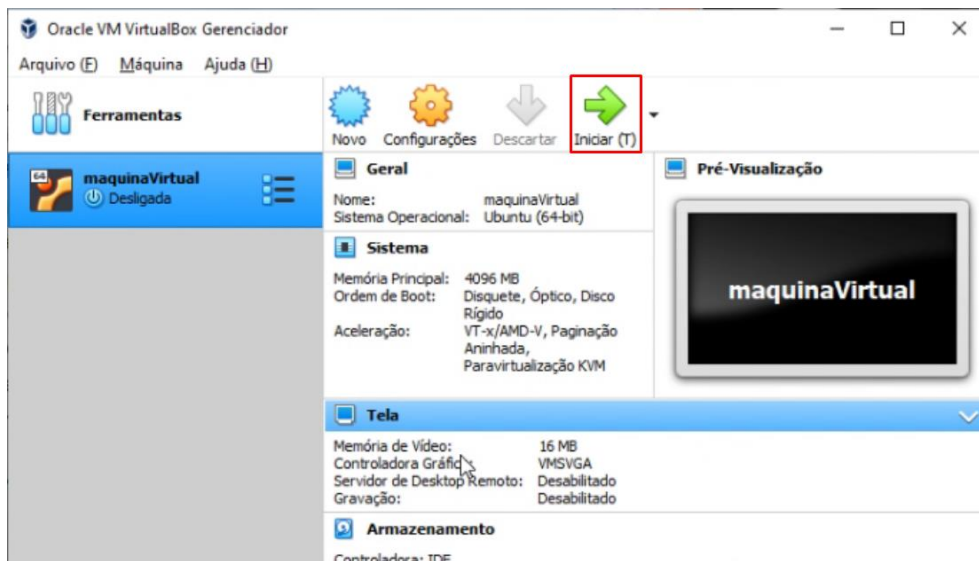 Oracle VM VirtualBox Gerenciador
Arquivo (F) Máquina Ajuda (H)
Ferramentas
Novo Configurações Descartar Iniciar (T)
64
maquinaVirtual
Desligada
Geral
Nome: maquinaVirtual
Sistema Operacional: Ubuntu (64-bit)
Sistema
Memória Principal: 4096 MB
Ordem de Boot: Disquete, Óptico, Disco
Rígido
Aceleração: VT-x/AMD-V, Paginação
Aninhada,
Paravirtualização KVM
Pré-Visualização
maquinaVirtual
Tela
Memória de Vídeo: 16 MB
Controladora Gráfic VMSVGA
Servidor de Desktop Remoto: Desabilitado
Gravação: Desabilitado
Armazenamento
Controladora: IDE